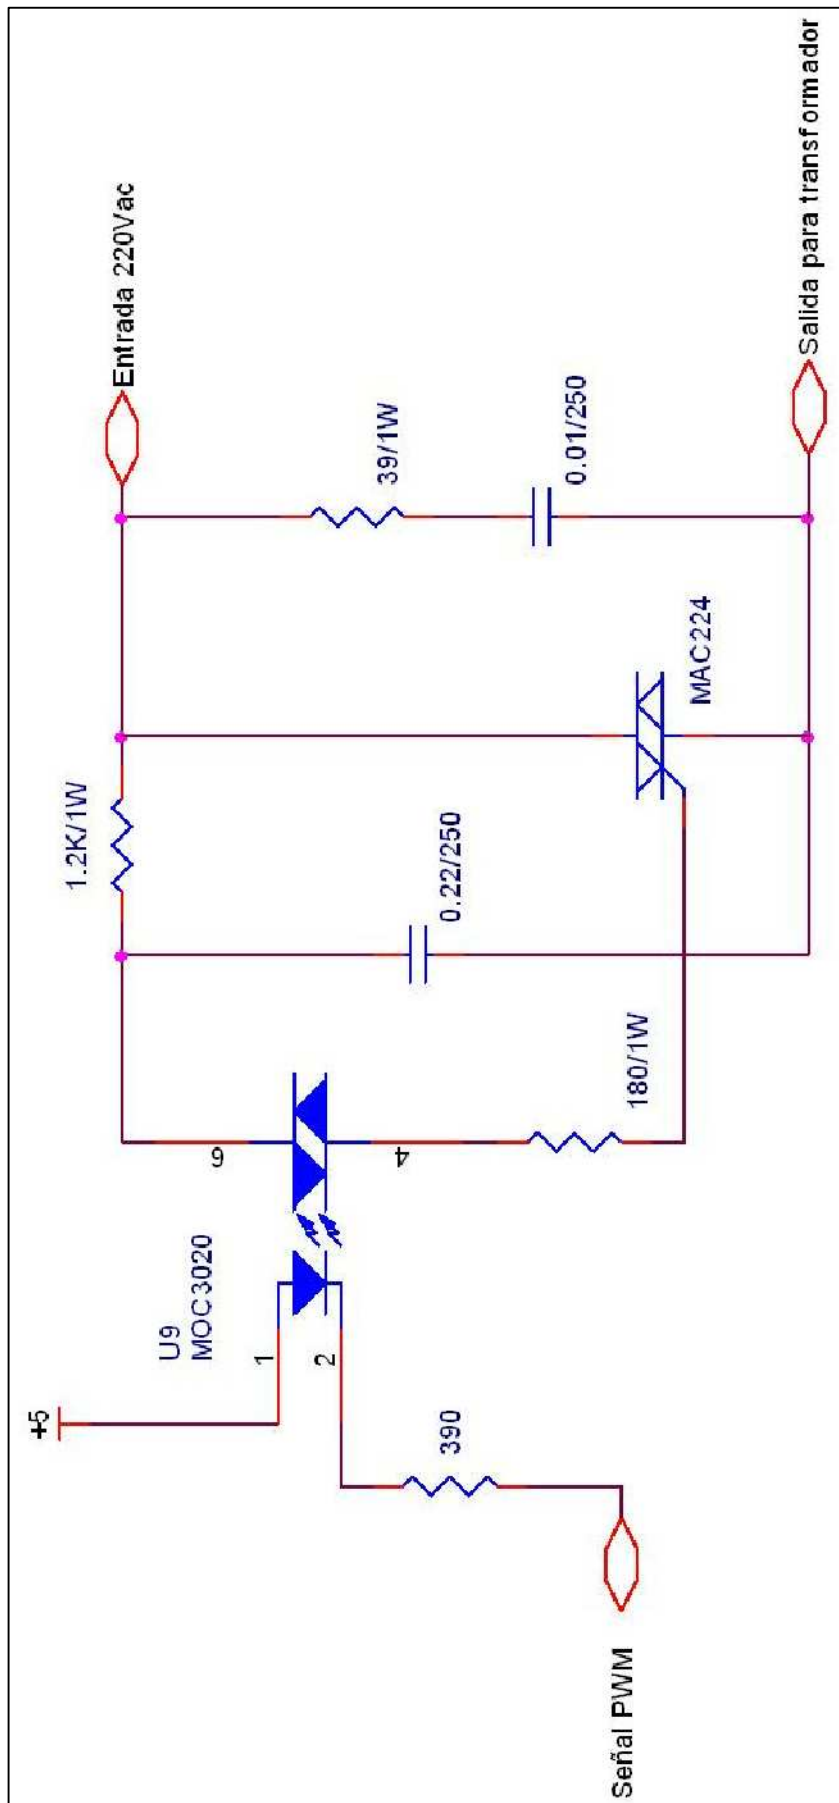 +5
U9
MOC3020
1
2
6
4
390
Señal PWM
180/1W
1.2K/1W
0.22/250
MAC224
39/1W
0.01/250
Entrada 220Vac
Salida para transformador